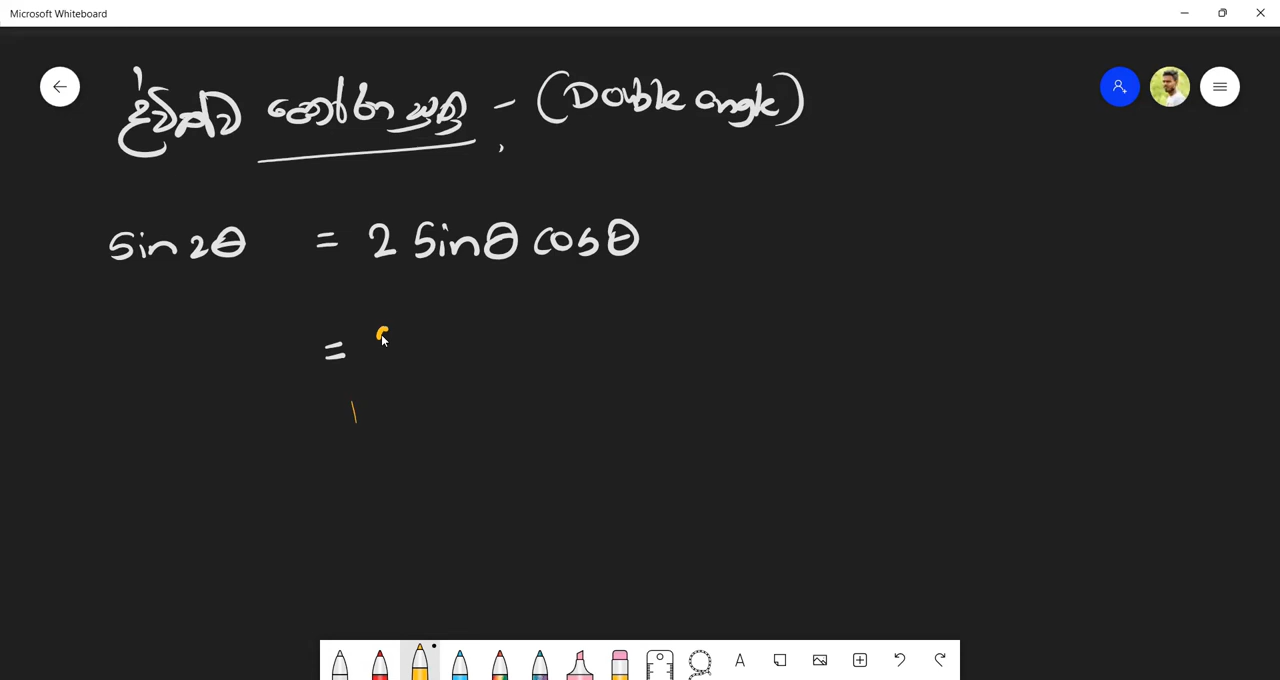 Microsoft Whiteboard
ද්විත්ව කෝණ සූත්‍ර - (Double angle)
sin 2θ = 2 Sinθ cosθ
=